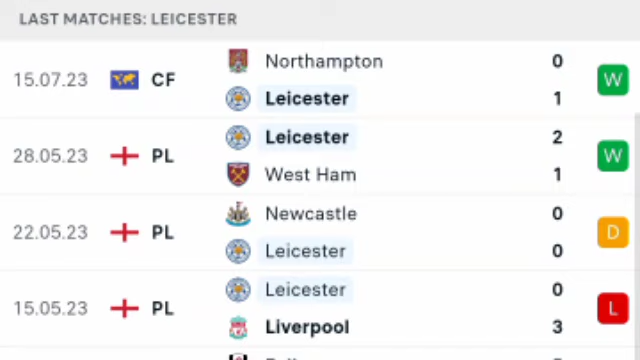 LAST MATCHES: LEICESTER
15.07.23 CF Northampton 0 W
Leicester 1
28.05.23 PL Leicester 2 W
West Ham 1
22.05.23 PL Newcastle 0 D
Leicester 0
15.05.23 PL Leicester 0 L
Liverpool 3